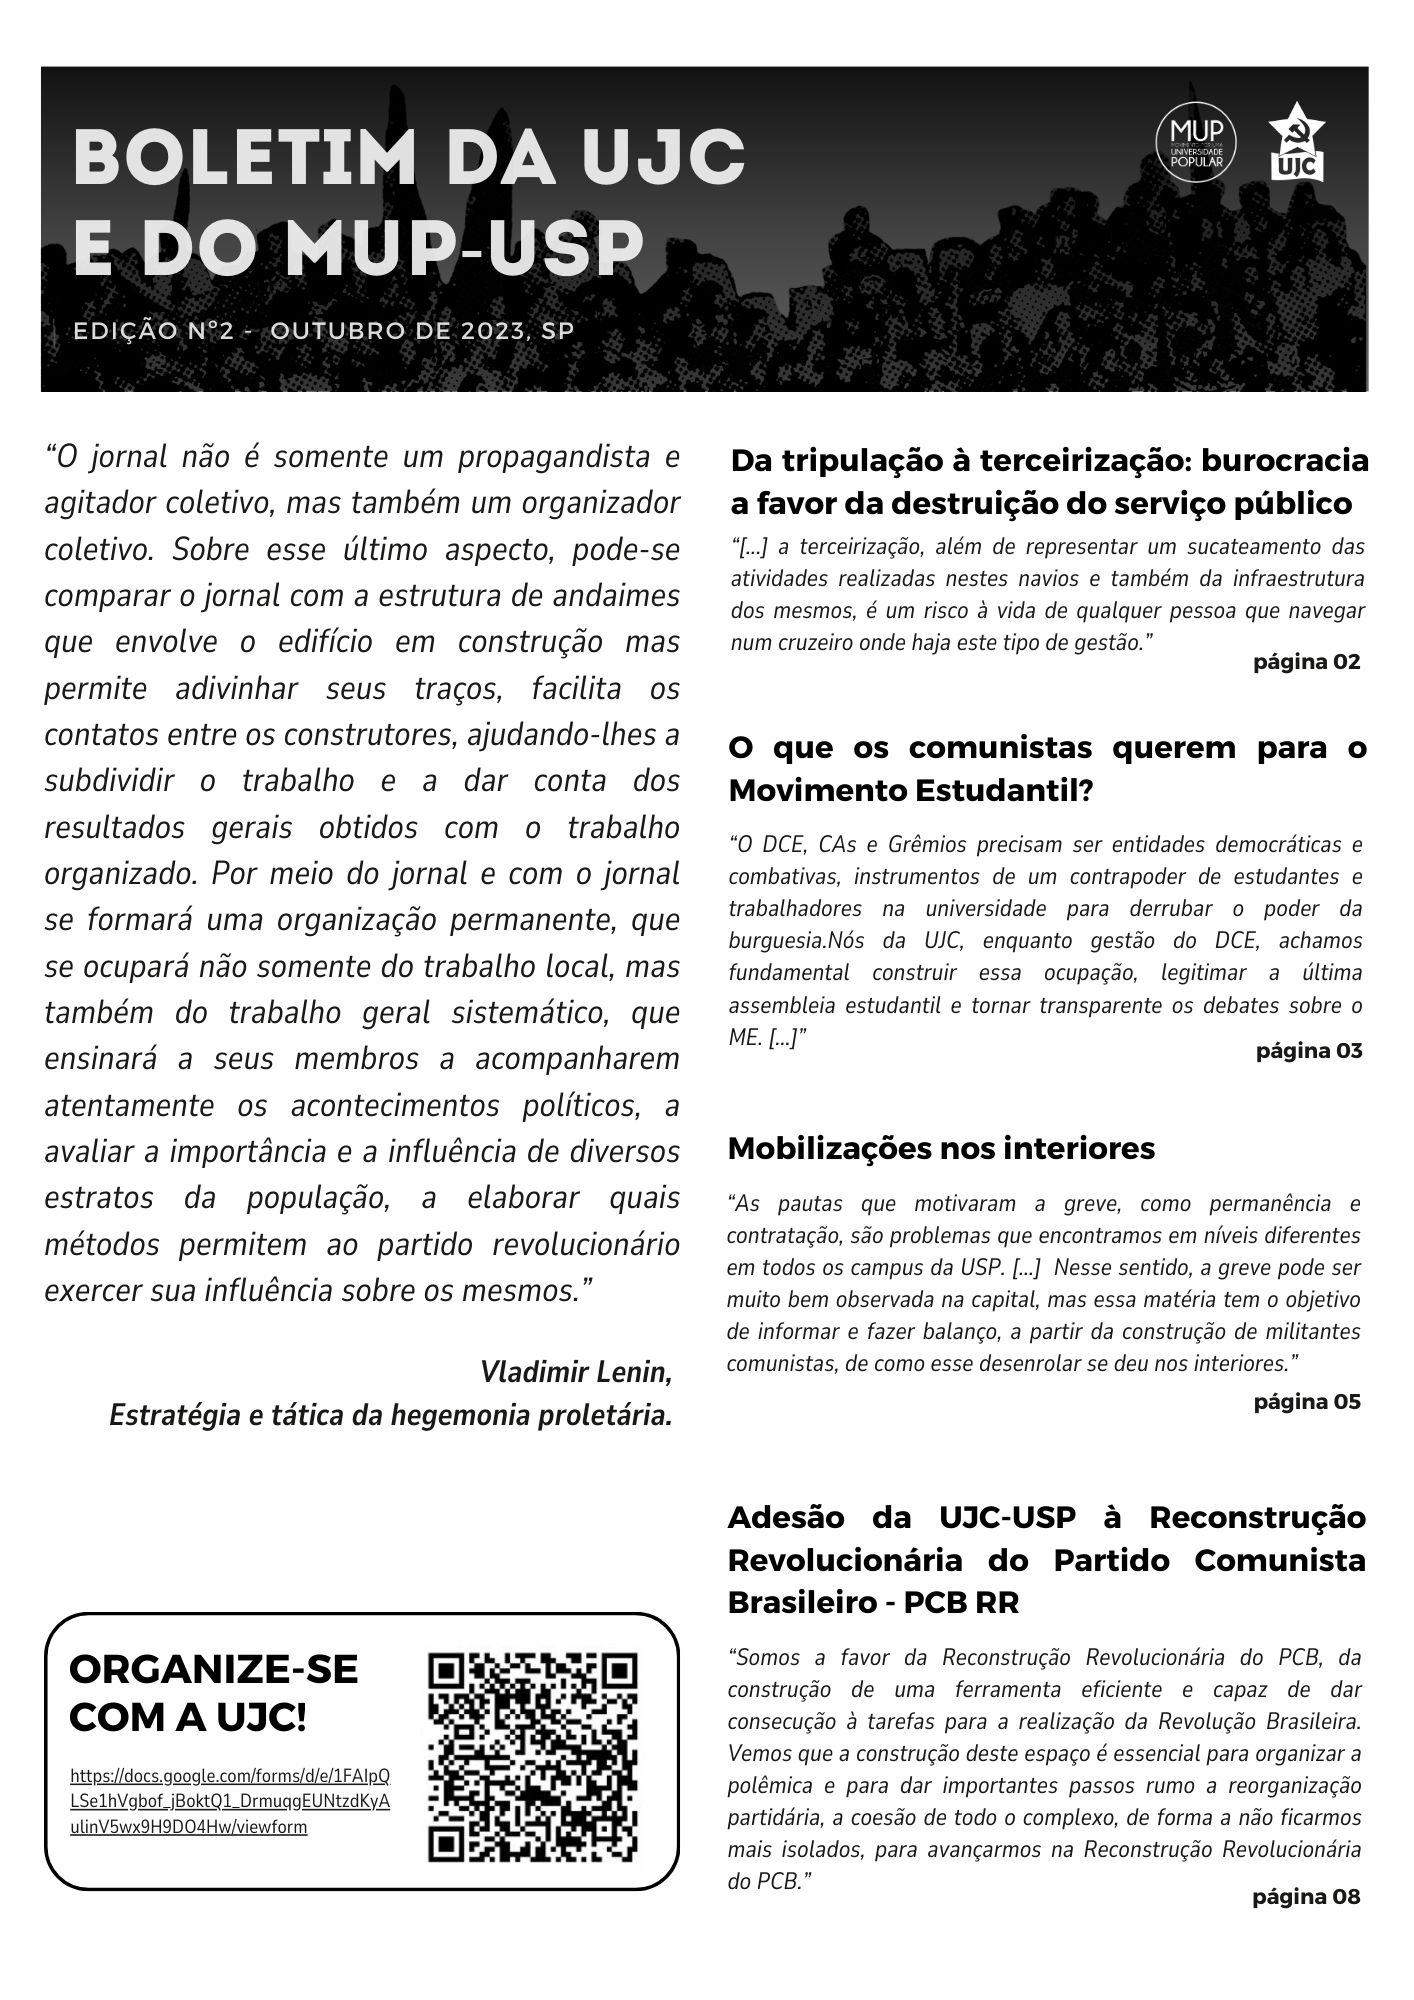 BOLETIM DA UJC
E DO MUP-USP
EDIÇÃO Nº2 - OUTUBRO DE 2023, SP
MUP
MOVIMENTO POR UMA
UNIVERSIDADE
POPULAR
UJC
“O jornal não é somente um propagandista e
agitador coletivo, mas também um organizador
coletivo. Sobre esse último aspecto, pode-se
comparar o jornal com a estrutura de andaimes
que envolve o edifício em construção mas
permite adivinhar seus traços, facilita os
contatos entre os construtores, ajudando-lhes a
subdividir o trabalho e a dar conta dos
resultados gerais obtidos com o trabalho
organizado. Por meio do jornal e com o jornal
se formará uma organização permanente, que
se ocupará não somente do trabalho local, mas
também do trabalho geral sistemático, que
ensinará a seus membros a acompanharem
atentamente os acontecimentos políticos, a
avaliar a importância e a influência de diversos
estratos da população, a elaborar quais
métodos permitem ao partido revolucionário
exercer sua influência sobre os mesmos.”
Vladimir Lenin,
Estratégia e tática da hegemonia proletária.
ORGANIZE-SE
COM A UJC!
https://docs.google.com/forms/d/e/1FAIpQ
LSe1hVgbof_jBoktQ1_DrmuqgEUNtzdKyA
ulinV5wx9H9DO4Hw/viewform
Da tripulação à terceirização: burocracia
a favor da destruição do serviço público
“[...] a terceirização, além de representar um sucateamento das
atividades realizadas nestes navios e também da infraestrutura
dos mesmos, é um risco à vida de qualquer pessoa que navegar
num cruzeiro onde haja este tipo de gestão.”
página 02
O que os comunistas querem para o
Movimento Estudantil?
“O DCE, CAs e Grêmios precisam ser entidades democráticas e
combativas, instrumentos de um contrapoder de estudantes e
trabalhadores na universidade para derrubar o poder da
burguesia.Nós da UJC, enquanto gestão do DCE, achamos
fundamental construir essa ocupação, legitimar a última
assembleia estudantil e tornar transparente os debates sobre o
ME. [...]”
página 03
Mobilizações nos interiores
“As pautas que motivaram a greve, como permanência e
contratação, são problemas que encontramos em níveis diferentes
em todos os campus da USP. [...] Nesse sentido, a greve pode ser
muito bem observada na capital, mas essa matéria tem o objetivo
de informar e fazer balanço, a partir da construção de militantes
comunistas, de como esse desenrolar se deu nos interiores.”
página 05
Adesão da UJC-USP à Reconstrução
Revolucionária do Partido Comunista
Brasileiro - PCB RR
“Somos a favor da Reconstrução Revolucionária do PCB, da
construção de uma ferramenta eficiente e capaz de dar
consecução à tarefas para a realização da Revolução Brasileira.
Vemos que a construção deste espaço é essencial para organizar a
polêmica e para dar importantes passos rumo a reorganização
partidária, a coesão de todo o complexo, de forma a não ficarmos
mais isolados, para avançarmos na Reconstrução Revolucionária
do PCB.”
página 08